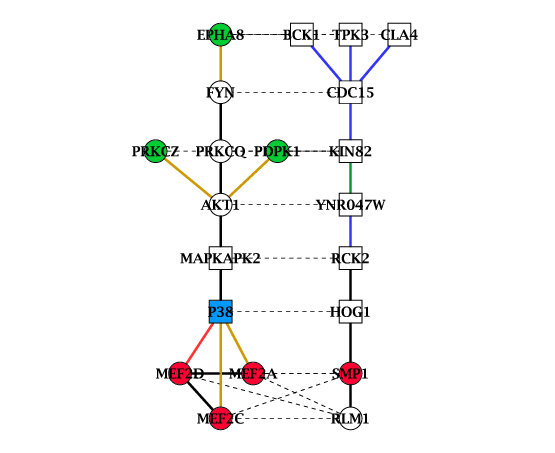 EPHA8 BCK1 TPK3 CLA4
FYN CDC15
PRKCZ PRKCQ PDPK1 KIN82
AKT1 YNR047W
MAPKAPK2 RCK2
P38 HOG1
MEF2D MEF2A SMP1
MEF2C RLM1